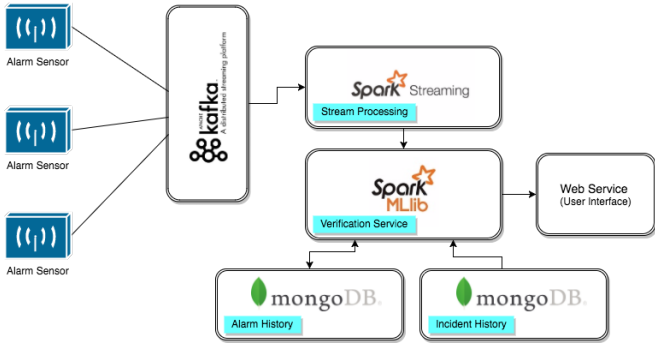 Alarm Sensor
Alarm Sensor
Alarm Sensor
APACHE
kafka
A distributed streaming platform
Spark Streaming
Stream Processing
Spark
MLlib
Verification Service
Web Service
(User Interface)
mongoDB
Alarm History
mongoDB
Incident History